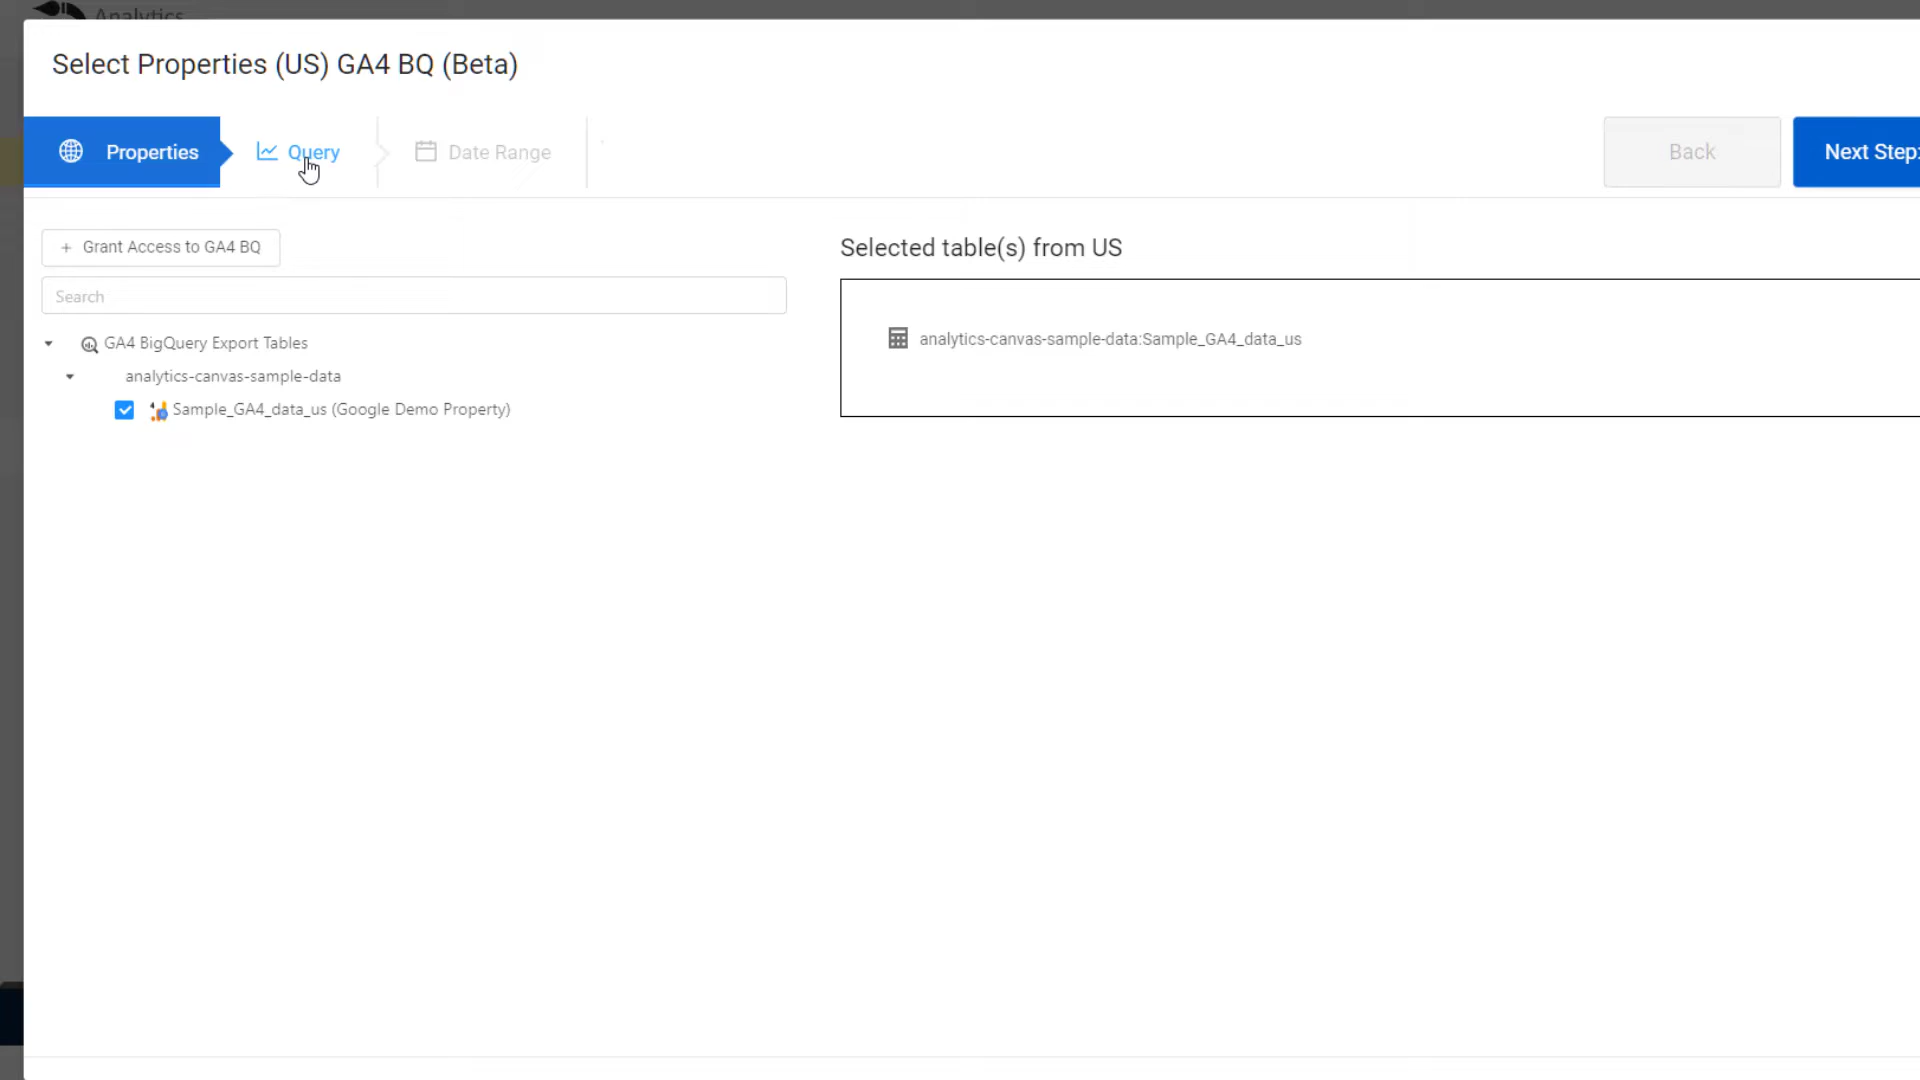 Analytics
Select Properties (US) GA4 BQ (Beta)
Properties
Query
Date Range
Back
Next Step:
+ Grant Access to GA4 BQ
Search
GA4 BigQuery Export Tables
analytics-canvas-sample-data
Sample_GA4_data_us (Google Demo Property)
Selected table(s) from US
analytics-canvas-sample-data:Sample_GA4_data_us